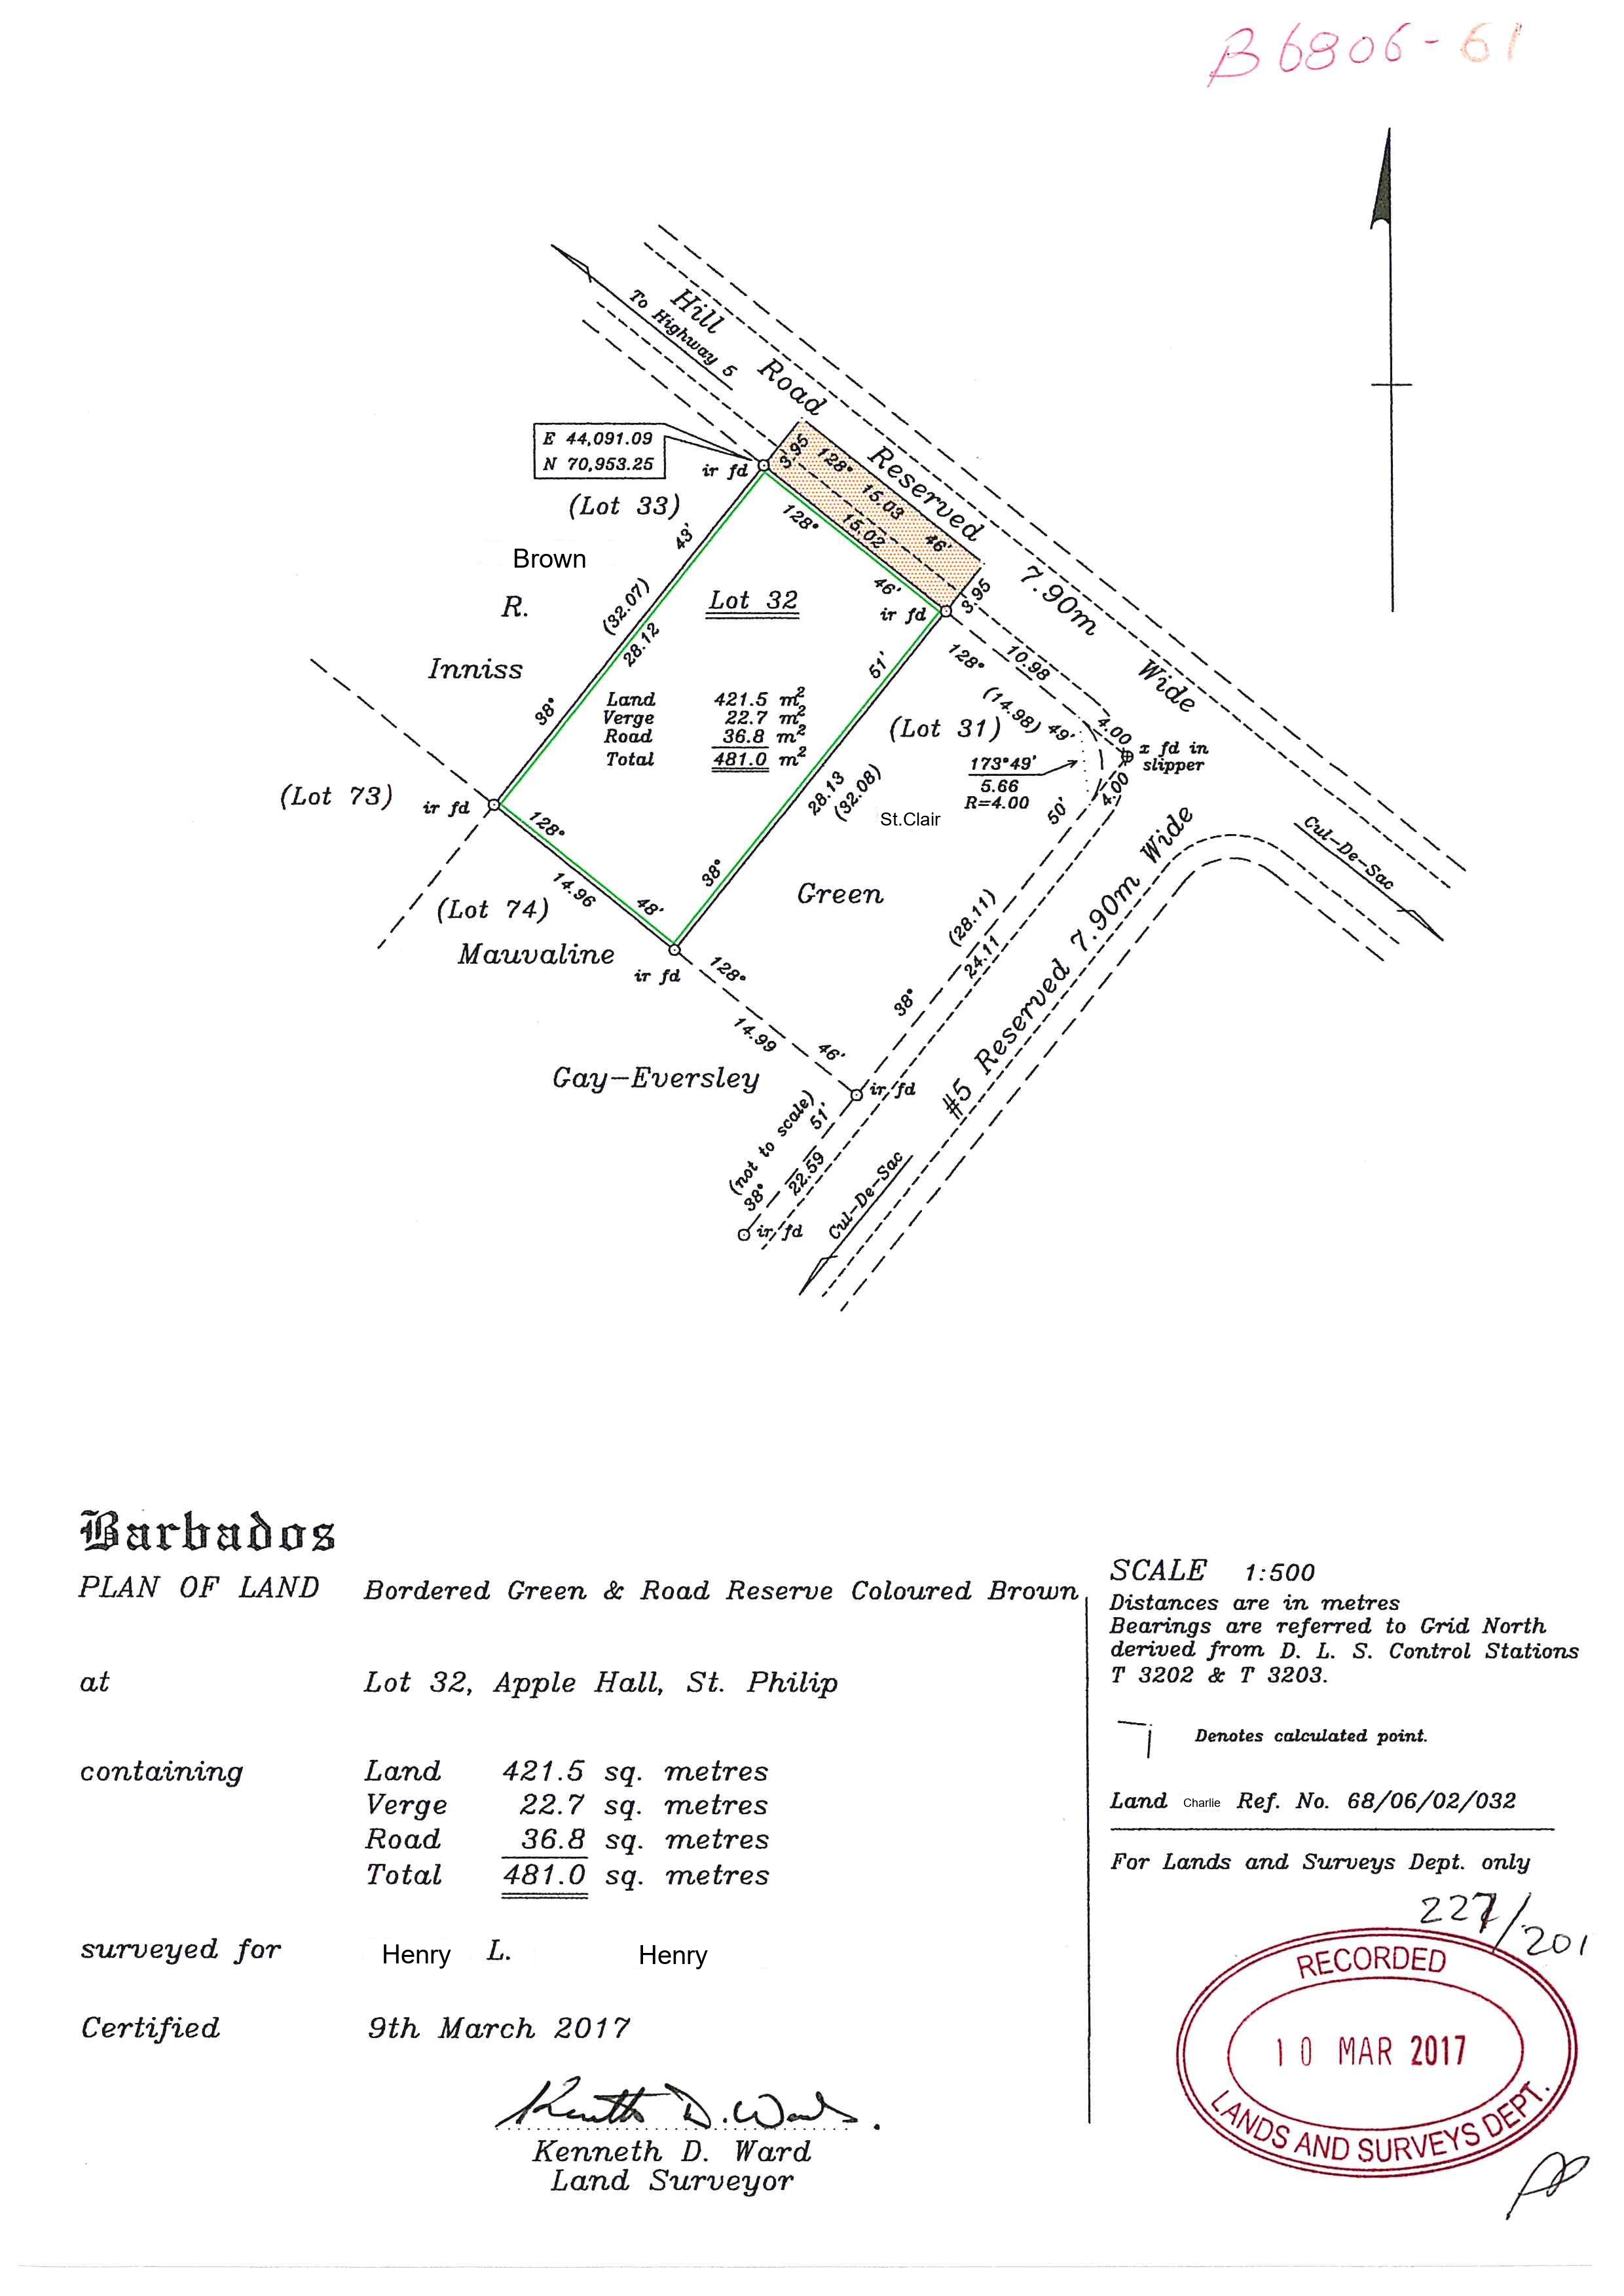 B6806-61
Hill
Road
Reserved
7.90m
Wide
To Highway 5
E 44,091.09
N 70,953.25
ir fd
3.95
128°
15.03
46'
15.02
128°
46'
ir fd
3.95
(Lot 33)
Brown
R.
Inniss
43'
(32.07)
28.12
38°
Lot 32
Land 421.5 m²
Verge 22.7 m²
Road 36.8 m²
Total 481.0 m²
51'
28.13
(32.08)
38°
128°
10.98
(14.98)
49'
4.00
x fd in
slipper
(Lot 31)
173°49'
5.66
R=4.00
4.00
50'
St.Clair
Green
(Lot 73)
ir fd
128°
14.96
48'
(Lot 74)
Mauvaline
ir fd
128°
14.99
46'
Gay-Eversley
(28.11)
24.11
38°
ir fd
#5 Reserved 7.90m Wide
Cul-De-Sac
(not to scale)
51'
22.59
38°
ir fd
Cul-De-Sac
Barbados
PLAN OF LAND Bordered Green & Road Reserve Coloured Brown
at Lot 32, Apple Hall, St. Philip
containing Land 421.5 sq. metres
Verge 22.7 sq. metres
Road 36.8 sq. metres
Total 481.0 sq. metres
surveyed for Henry L. Henry
Certified 9th March 2017
Kenneth D. Ward.
Kenneth D. Ward
Land Surveyor
SCALE 1:500
Distances are in metres
Bearings are referred to Grid North
derived from D. L. S. Control Stations
T 3202 & T 3203.
Denotes calculated point.
Land Charlie Ref. No. 68/06/02/032
For Lands and Surveys Dept. only
227/201
RECORDED
10 MAR 2017
LANDS AND SURVEYS DEPT.